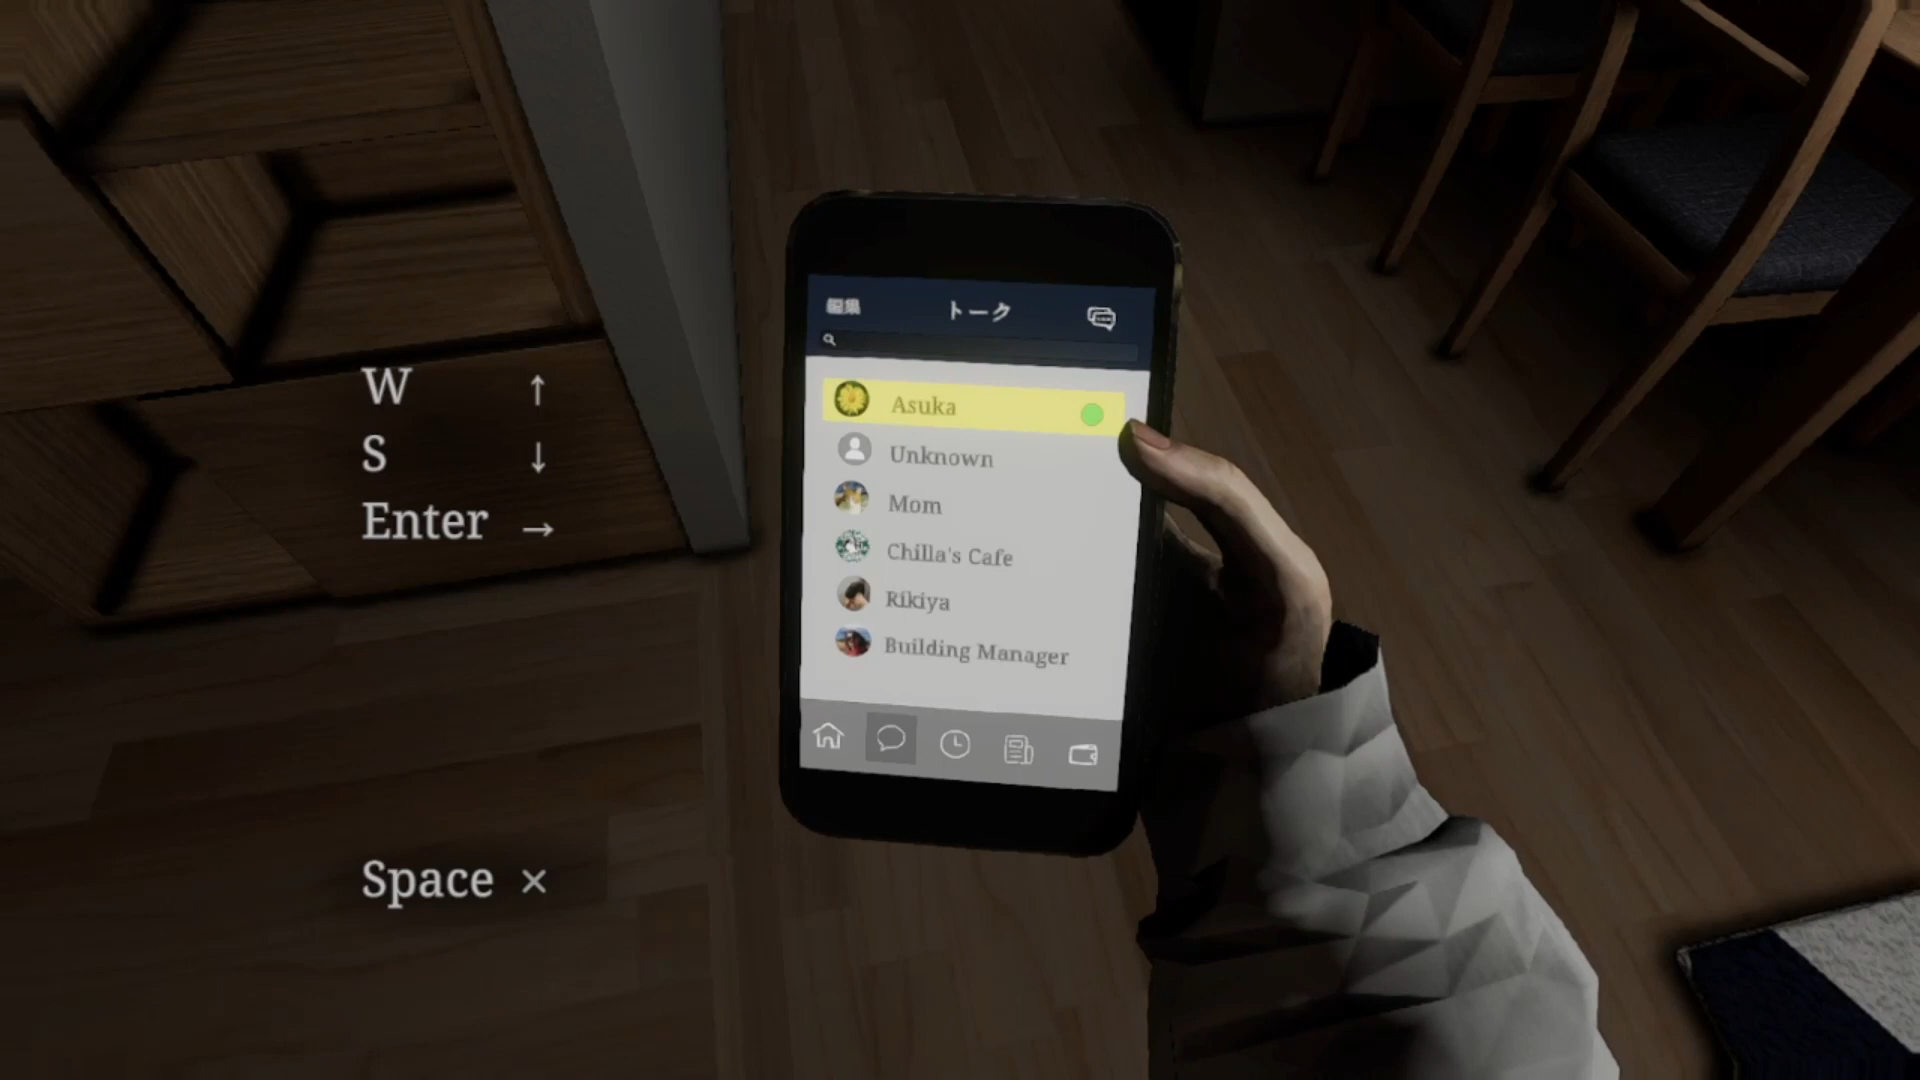 編集 トーク
Asuka
Unknown
Mom
Chilla's Cafe
Rikiya
Building Manager
W ↑
S ↓
Enter →
Space ×